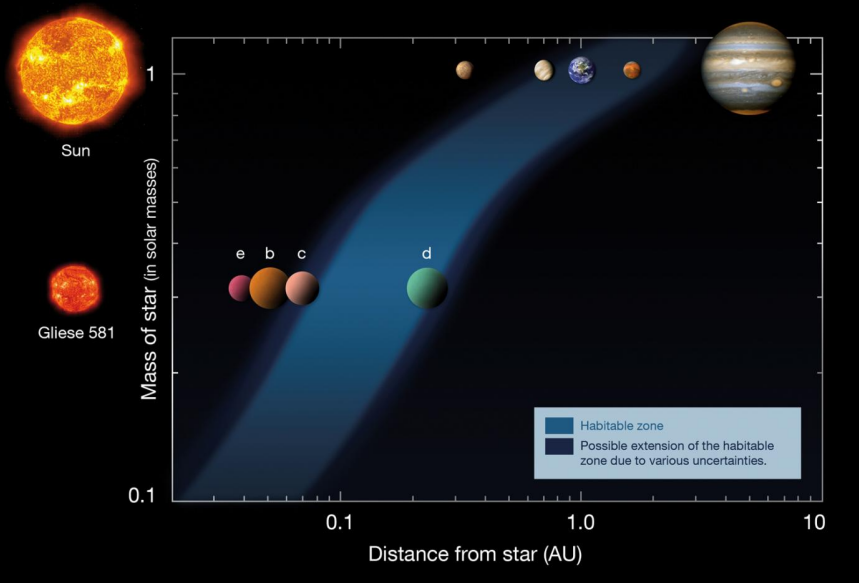 Sun
1
Mass of star (in solar masses)
e b c d
Gliese 581
Habitable zone
Possible extension of the habitable
zone due to various uncertainties.
0.1
0.1 1.0 10
Distance from star (AU)